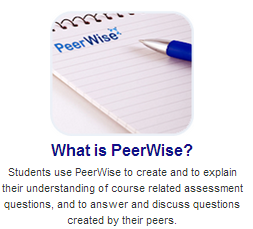 PeerWise
What is PeerWise?
Students use PeerWise to create and to explain
their understanding of course related assessment
questions, and to answer and discuss questions
created by their peers.